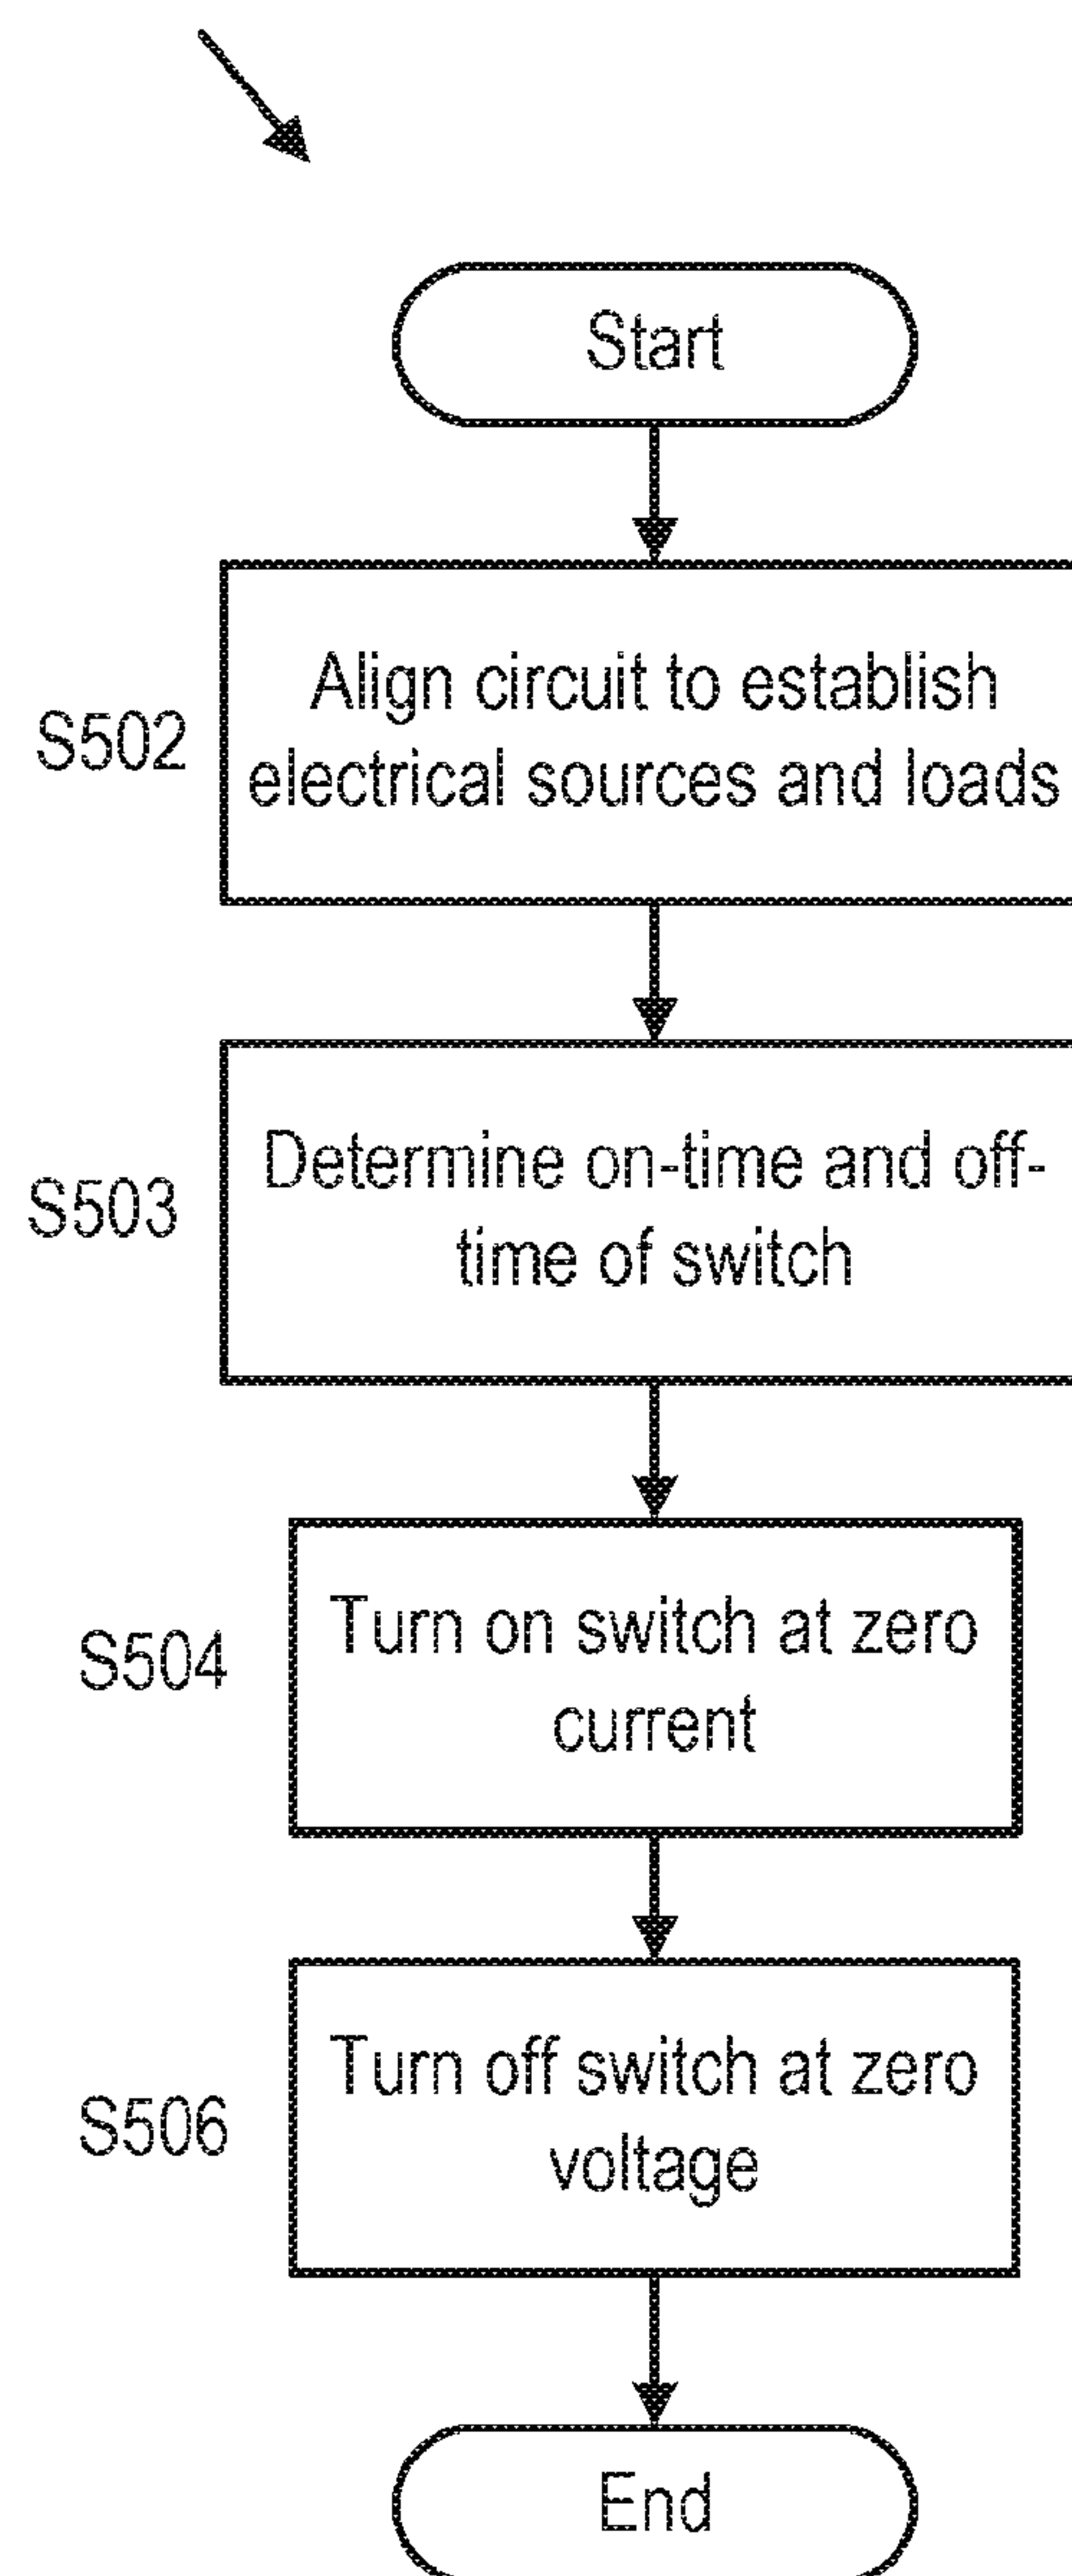 Start
S502
Align circuit to establish
electrical sources and loads
S503
Determine on-time and off-
time of switch
S504
Turn on switch at zero
current
S506
Turn off switch at zero
voltage
End